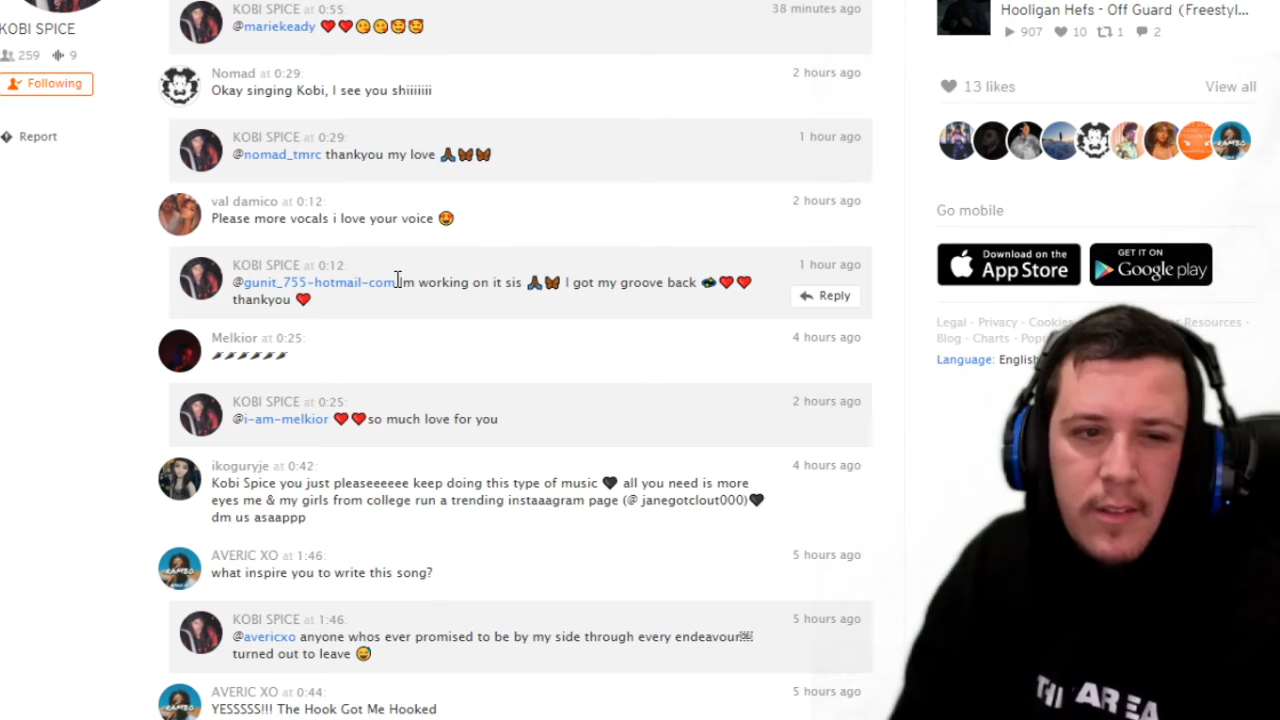 KOBI SPICE
259 9
Following
Report
KOBI SPICE at 0:55:
38 minutes ago
@mariekeady ❤️❤️😋😋🥰🥰
Nomad at 0:29:
2 hours ago
Okay singing Kobi, I see you shiiiiiii
KOBI SPICE at 0:29:
1 hour ago
@nomad_tmrc thankyou my love 🙏🏾🦋🦋
val damico at 0:12:
2 hours ago
Please more vocals i love your voice 😍
KOBI SPICE at 0:12:
1 hour ago
@gunit_755-hotmail-com im working on it sis 🙏🏾🦋 I got my groove back ❤️❤️
thankyou ❤️
Reply
Melkior at 0:25:
4 hours ago
KOBI SPICE at 0:25:
2 hours ago
@i-am-melkior ❤️❤️so much love for you
ikoguryje at 0:42:
4 hours ago
Kobi Spice you just pleaseeeeee keep doing this type of music 🖤 all you need is more
eyes me & my girls from college run a trending instaaagram page (@ janegotclout000)🖤
dm us asaappp
AVERIC XO at 1:46:
5 hours ago
what inspire you to write this song?
KOBI SPICE at 1:46:
5 hours ago
@avericxo anyone whos ever promised to be by my side through every endeavour
turned out to leave 😅
AVERIC XO at 0:44:
5 hours ago
YESSSSS!!! The Hook Got Me Hooked
Hooligan Hefs - Off Guard (Freestyl...
907 10 1 2
13 likes
View all
RAMBO
Go mobile
Download on the
App Store
GET IT ON
Google play
Legal - Privacy - Cookies
er Resources -
Blog - Charts - Popu
Language: English
TH AREA